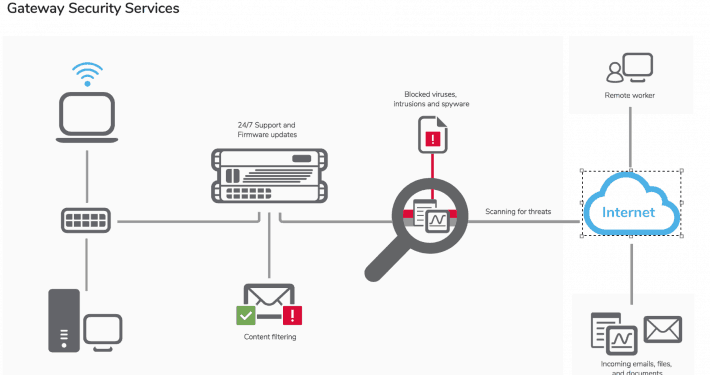 Gateway Security Services
Remote worker
Blocked viruses,
intrusions and spyware
24/7 Support and
Firmware updates
Scanning for threats
Internet
Content filtering
Incoming emails, files,
and documents